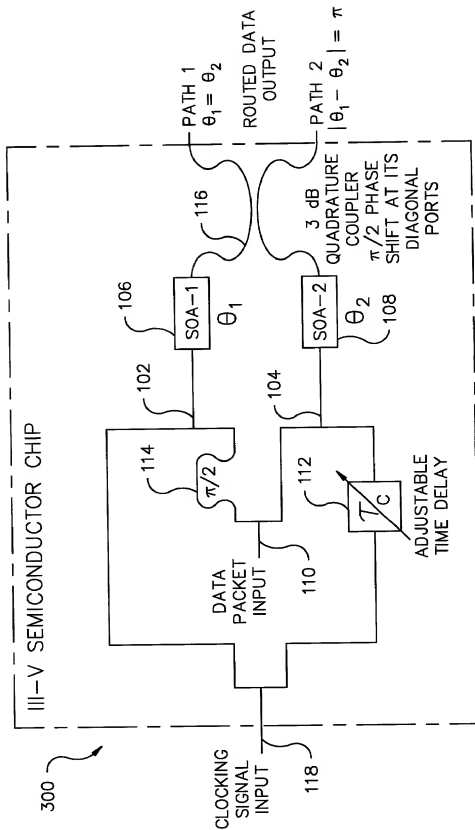 300
III-V SEMICONDUCTOR CHIP
CLOCKING
SIGNAL
INPUT
118
DATA
PACKET
INPUT
110
114
π/2
102
104
112
τC
ADJUSTABLE
TIME DELAY
106
SOA-1
θ1
SOA-2
θ2
108
116
3 dB
QUADRATURE
COUPLER
π/2 PHASE
SHIFT AT ITS
DIAGONAL
PORTS
PATH 1
θ1 = θ2
ROUTED DATA
OUTPUT
PATH 2
|θ1 - θ2| = π